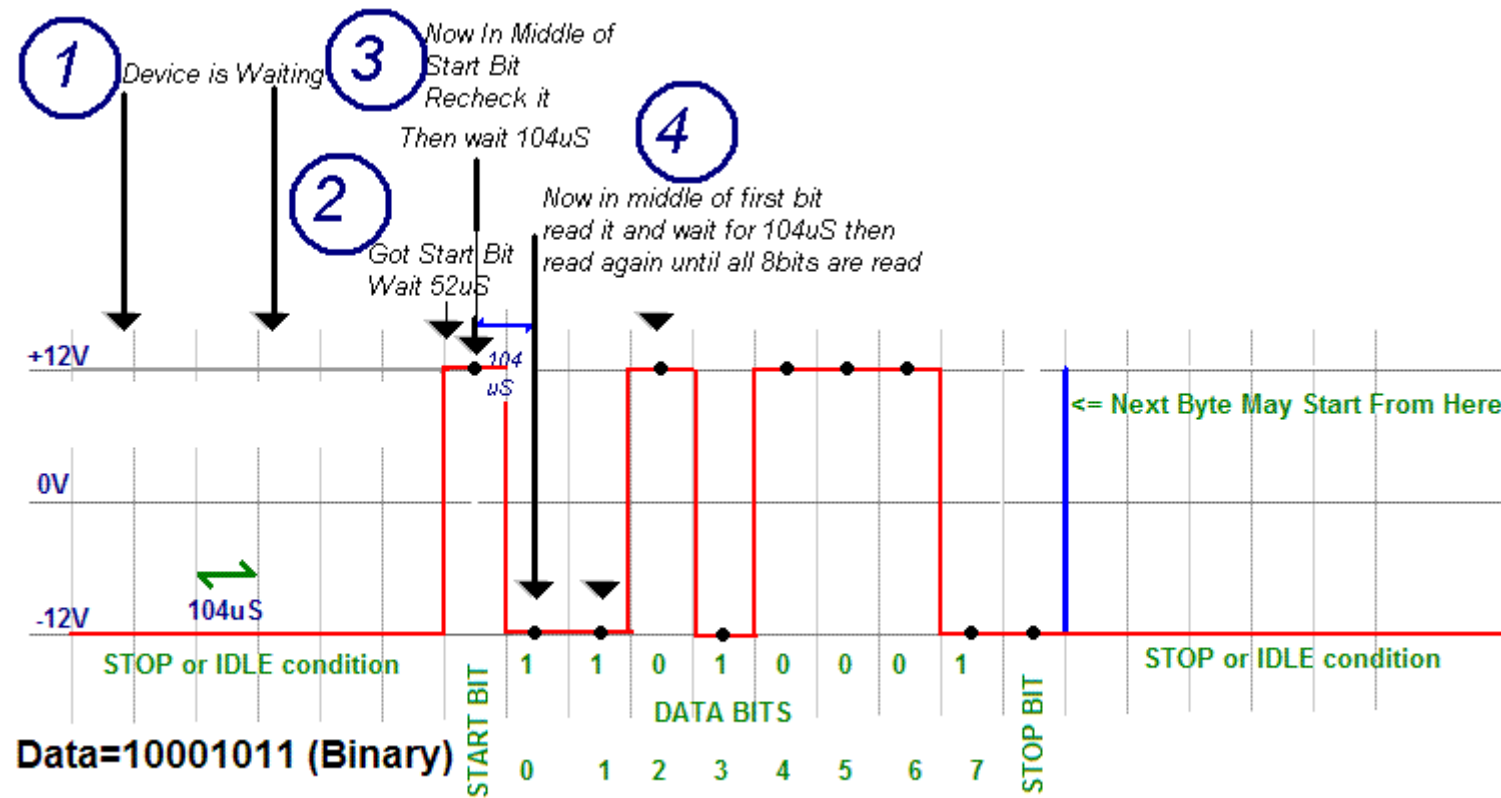 1
Device is Waiting
3
Now In Middle of
Start Bit
Recheck it
Then wait 104uS
2
Got Start Bit
Wait 52uS
4
Now in middle of first bit
read it and wait for 104uS then
read again until all 8bits are read
+12V
104
uS
<= Next Byte May Start From Here
0V
104uS
-12V
STOP or IDLE condition
START BIT
1 1 0 1 0 0 0 1
DATA BITS
0 1 2 3 4 5 6 7
STOP BIT
STOP or IDLE condition
Data=10001011 (Binary)